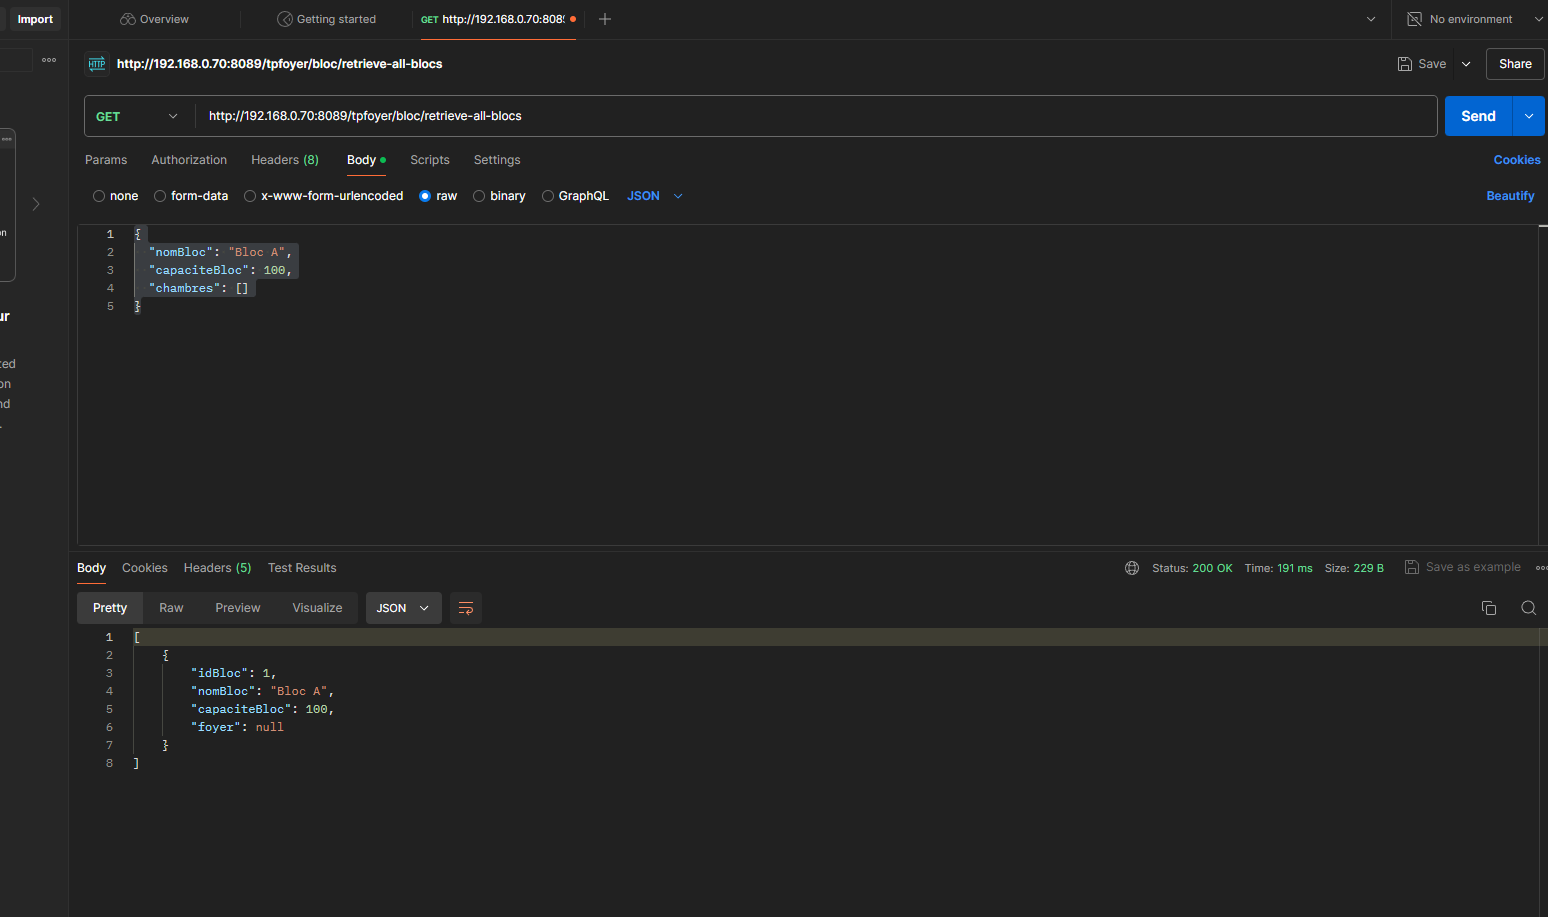 Import
Overview
Getting started
GET http://192.168.0.70:8089
No environment
http://192.168.0.70:8089/tpfoyer/bloc/retrieve-all-blocs
Save
Share
GET
http://192.168.0.70:8089/tpfoyer/bloc/retrieve-all-blocs
Send
Params
Authorization
Headers (8)
Body
Scripts
Settings
Cookies
none
form-data
x-www-form-urlencoded
raw
binary
GraphQL
JSON
Beautify
1 {
2 "nomBloc": "Bloc A",
3 "capaciteBloc": 100,
4 "chambres": []
5 }
on
ur
ted
on
nd
.
Body
Cookies
Headers (5)
Test Results
Status: 200 OK
Time: 191 ms
Size: 229 B
Save as example
Pretty
Raw
Preview
Visualize
JSON
1 [
2 {
3 "idBloc": 1,
4 "nomBloc": "Bloc A",
5 "capaciteBloc": 100,
6 "foyer": null
7 }
8 ]